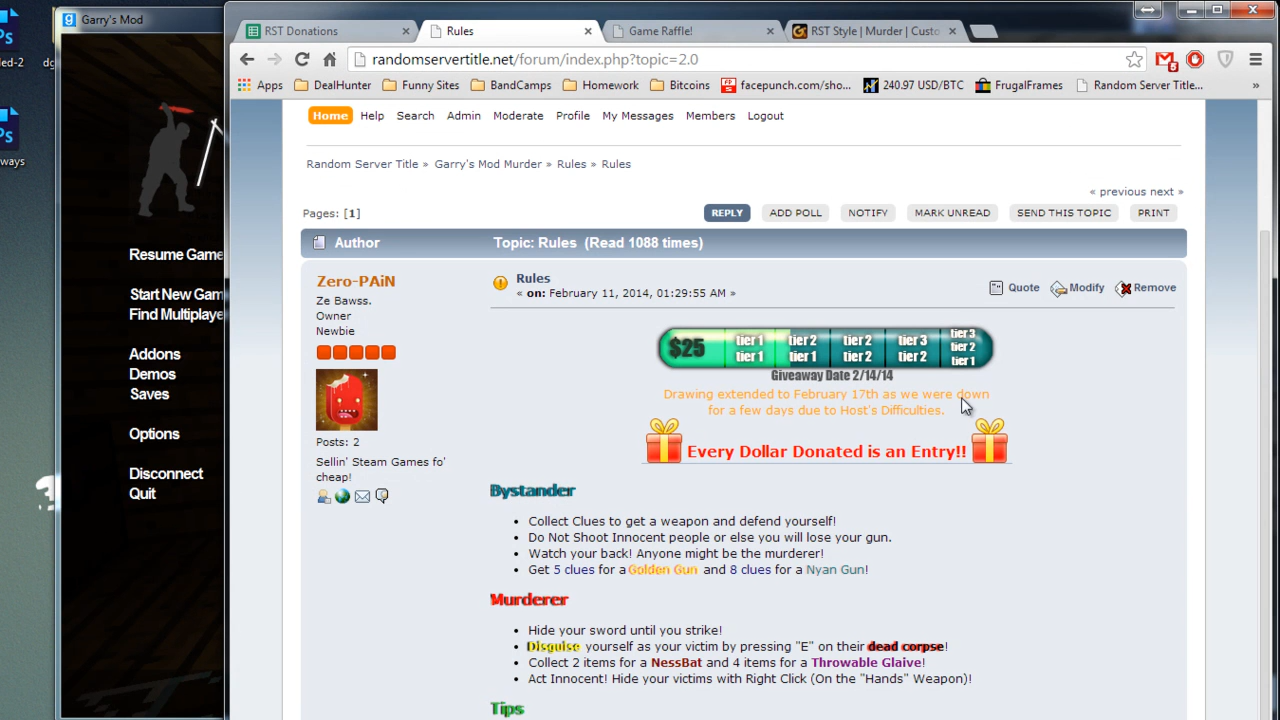 Garry's Mod
RST Donations
Rules
Game Raffle!
RST Style | Murder | Custo
randomservertitle.net/forum/index.php?topic=2.0
5
Apps
DealHunter
Funny Sites
BandCamps
Homework
Bitcoins
facepunch.com/sho...
240.97 USD/BTC
FrugalFrames
Random Server Title...
»
Ps
led-2
dg
Ps
ways
Resume Game
Start New Gam
Find Multiplaye
Addons
Demos
Saves
Options
Disconnect
Quit
Home Help Search Admin Moderate Profile My Messages Members Logout
Random Server Title » Garry's Mod Murder » Rules » Rules
« previous next »
Pages: [1]
REPLY ADD POLL NOTIFY MARK UNREAD SEND THIS TOPIC PRINT
Author Topic: Rules (Read 1088 times)
Zero-PAiN
Ze Bawss.
Owner
Newbie
Posts: 2
Sellin' Steam Games fo'
cheap!
Rules
« on: February 11, 2014, 01:29:55 AM »
Quote Modify Remove
$25
tier 1
tier 1
tier 2
tier 1
tier 2
tier 2
tier 3
tier 2
tier 3
tier 2
tier 1
Giveaway Date 2/14/14
Drawing extended to February 17th as we were down
for a few days due to Host's Difficulties.
Every Dollar Donated is an Entry!!
Bystander
Collect Clues to get a weapon and defend yourself!
Do Not Shoot Innocent people or else you will lose your gun.
Watch your back! Anyone might be the murderer!
Get 5 clues for a Golden Gun and 8 clues for a Nyan Gun!
Murderer
Hide your sword until you strike!
Disguise yourself as your victim by pressing "E" on their dead corpse!
Collect 2 items for a NessBat and 4 items for a Throwable Glaive!
Act Innocent! Hide your victims with Right Click (On the "Hands" Weapon)!
Tips